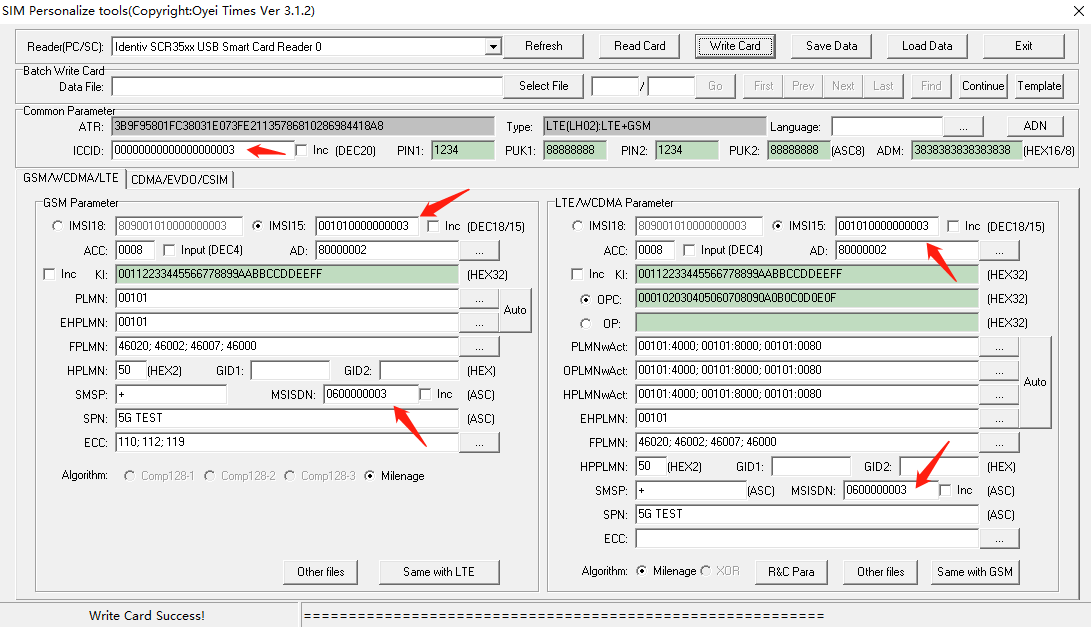 SIM Personalize tools(Copyright:Oyei Times Ver 3.1.2)
Reader(PC/SC): Identiv SCR35xx USB Smart Card Reader 0 Refresh Read Card Write Card Save Data Load Data Exit
Batch Write Card
Data File: Select File / Go First Prev Next Last Find Continue Template
Common Parameter
ATR: 3B9F95801FC38031E073FE21135786810286984418A8 Type: LTE(LH02):LTE+GSM Language: ... ADN
ICCID: 00000000000000000003 Inc (DEC20) PIN1: 1234 PUK1: 88888888 PIN2: 1234 PUK2: 88888888 (ASC8) ADM: 3838383838383838 (HEX16/8)
GSM/WCDMA/LTE CDMA/EVDO/CSIM
GSM Parameter
IMSI18: 809001010000000003 IMSI15: 001010000000003 Inc (DEC18/15)
ACC: 0008 Input (DEC4) AD: 80000002 ...
Inc KI: 00112233445566778899AABBCCDDEEFF (HEX32)
PLMN: 00101 ...
Auto
EHPLMN: 00101 ...
FPLMN: 46020; 46002; 46007; 46000 ...
HPLMN: 50 (HEX2) GID1: GID2: (HEX)
SMSP: + MSISDN: 0600000003 Inc (ASC)
SPN: 5G TEST (ASC)
ECC: 110; 112; 119 ...
Algorithm: Comp128-1 Comp128-2 Comp128-3 Milenage
Other files Same with LTE
LTE/WCDMA Parameter
IMSI18: 809001010000000003 IMSI15: 001010000000003 Inc (DEC18/15)
ACC: 0008 Input (DEC4) AD: 80000002 ...
Inc KI: 00112233445566778899AABBCCDDEEFF (HEX32)
OPC: 000102030405060708090A0B0C0D0E0F (HEX32)
OP: (HEX32)
PLMNwAct: 00101:4000; 00101:8000; 00101:0080 ...
OPLMNwAct: 00101:4000; 00101:8000; 00101:0080 ...
Auto
HPLMNwAct: 00101:4000; 00101:8000; 00101:0080 ...
EHPLMN: 00101 ...
FPLMN: 46020; 46002; 46007; 46000 ...
HPPLMN: 50 (HEX2) GID1: GID2: (HEX)
SMSP: + (ASC) MSISDN: 0600000003 Inc (ASC)
SPN: 5G TEST (ASC)
ECC: ...
Algorithm: Milenage XOR R&C Para Other files Same with GSM
Write Card Success! ==========================================================